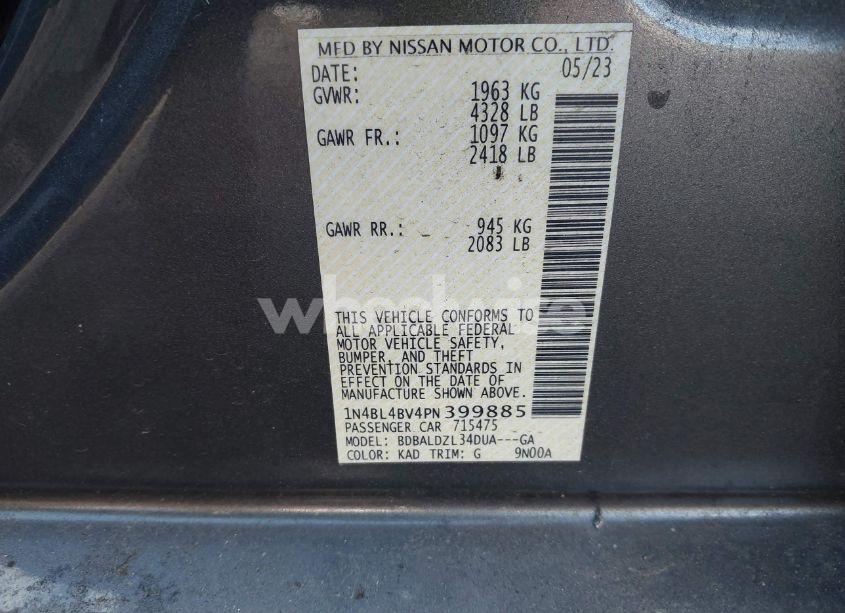 MFD BY NISSAN MOTOR CO., LTD.
DATE: 05/23
GVWR: 1963 KG
4328 LB
GAWR FR.: 1097 KG
2418 LB
GAWR RR.: 945 KG
2083 LB
wheelwise
THIS VEHICLE CONFORMS TO
ALL APPLICABLE FEDERAL
MOTOR VEHICLE SAFETY,
BUMPER, AND THEFT
PREVENTION STANDARDS IN
EFFECT ON THE DATE OF
MANUFACTURE SHOWN ABOVE.
1N4BL4BV4PN399885
PASSENGER CAR 715475
MODEL: BDBALDZL34DUA---GA
COLOR: KAD TRIM: G 9N00A